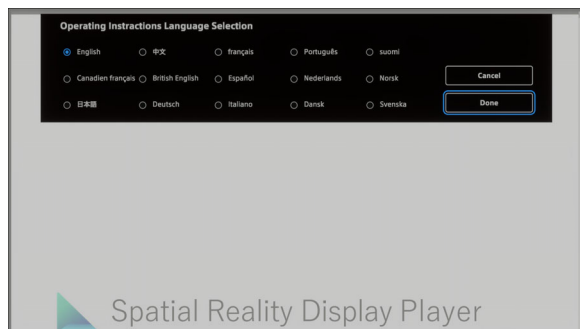 Operating Instractions Language Selection
English 中文 français Português suomi
Canadien français British English Español Nederlands Norsk
Cancel
日本語 Deutsch Italiano Dansk Svenska
Done
Spatial Reality Display Player